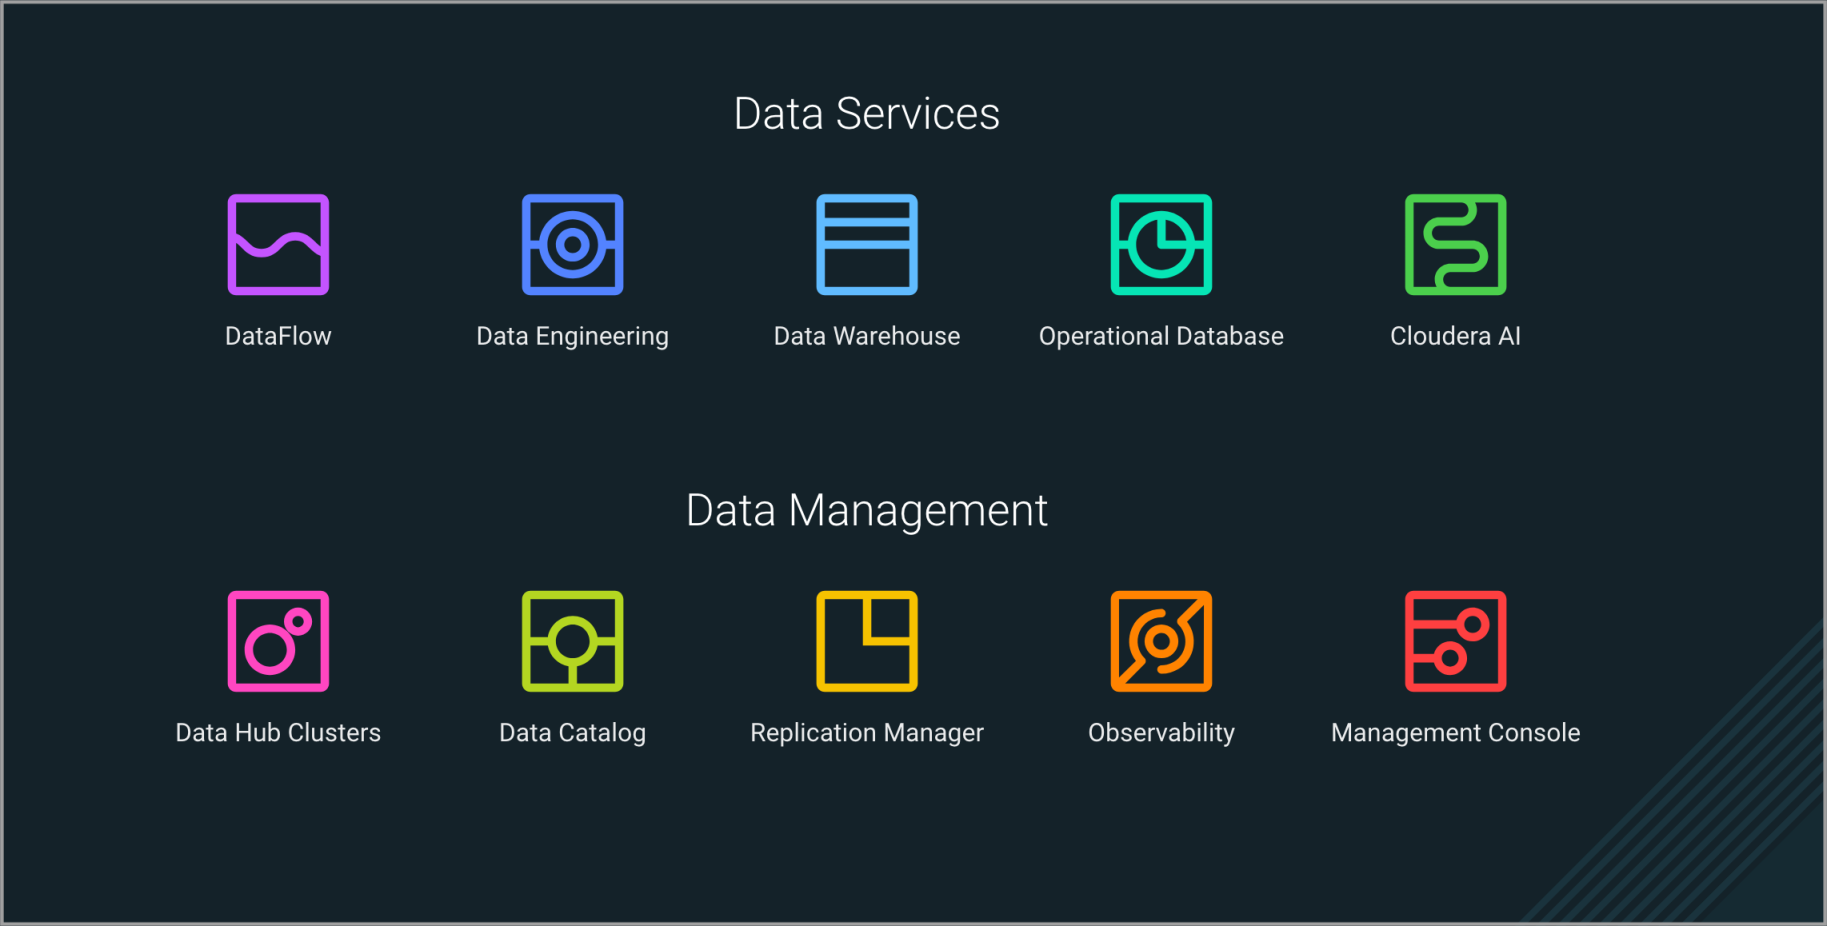 Data Services
DataFlow
Data Engineering
Data Warehouse
Operational Database
Cloudera AI
Data Management
Data Hub Clusters
Data Catalog
Replication Manager
Observability
Management Console